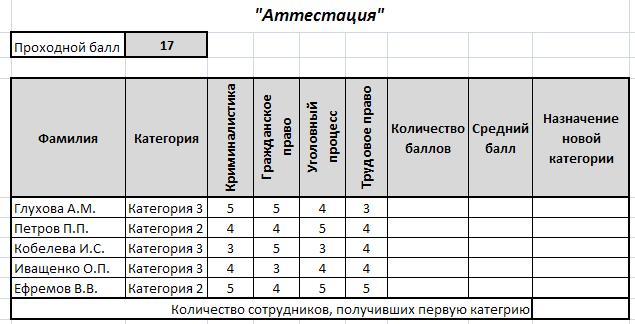 "Аттестация"
Проходной балл 17
Фамилия Категория Криминалистика Гражданское право Уголовный процесс Трудовое право Количество баллов Средний балл Назначение новой категории
Глухова А.М. Категория 3 5 5 4 3
Петров П.П. Категория 2 4 4 5 4
Кобелева И.С. Категория 3 3 5 3 4
Иващенко О.П. Категория 3 4 3 4 4
Ефремов В.В. Категория 2 5 4 5 5
Количество сотрудников, получивших первую категрию